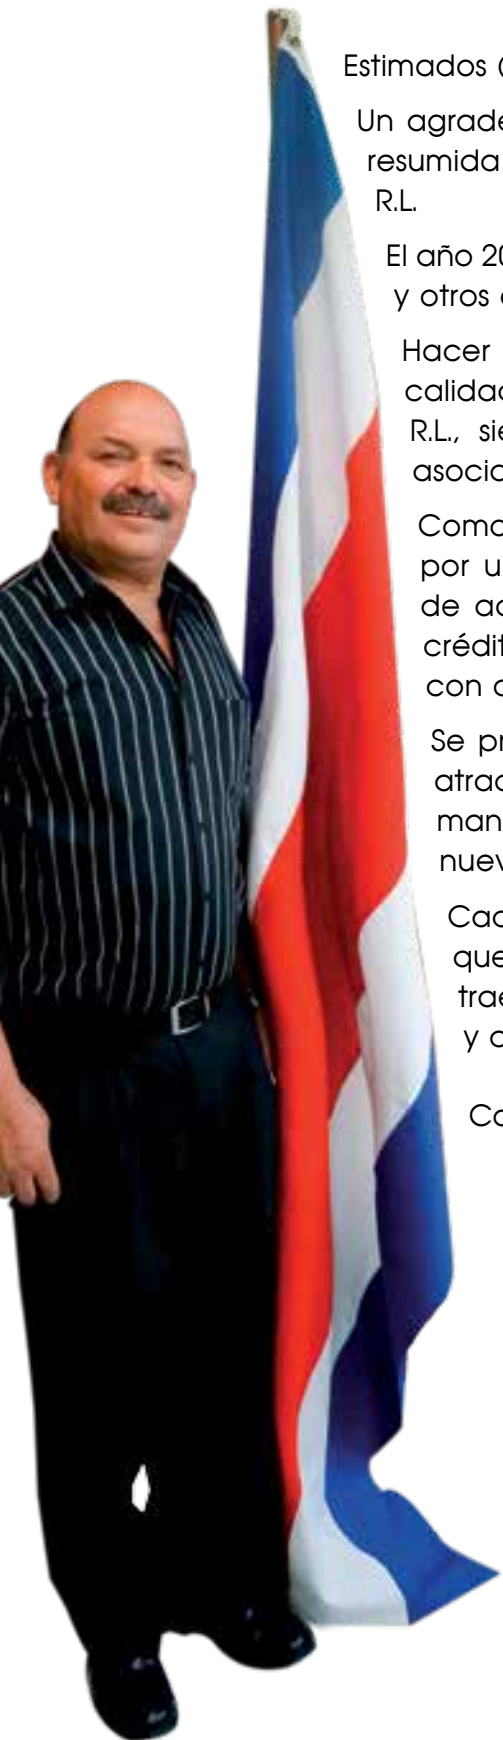 Estimados (
Un agrade
resumida
R.L.
El año 20
y otros
Hacer
calidad
R.L., sie
asocia
Como
por u
de ac
crédit
con
Se pr
atrac
man
nuev
Cad
que
trae
y
Co